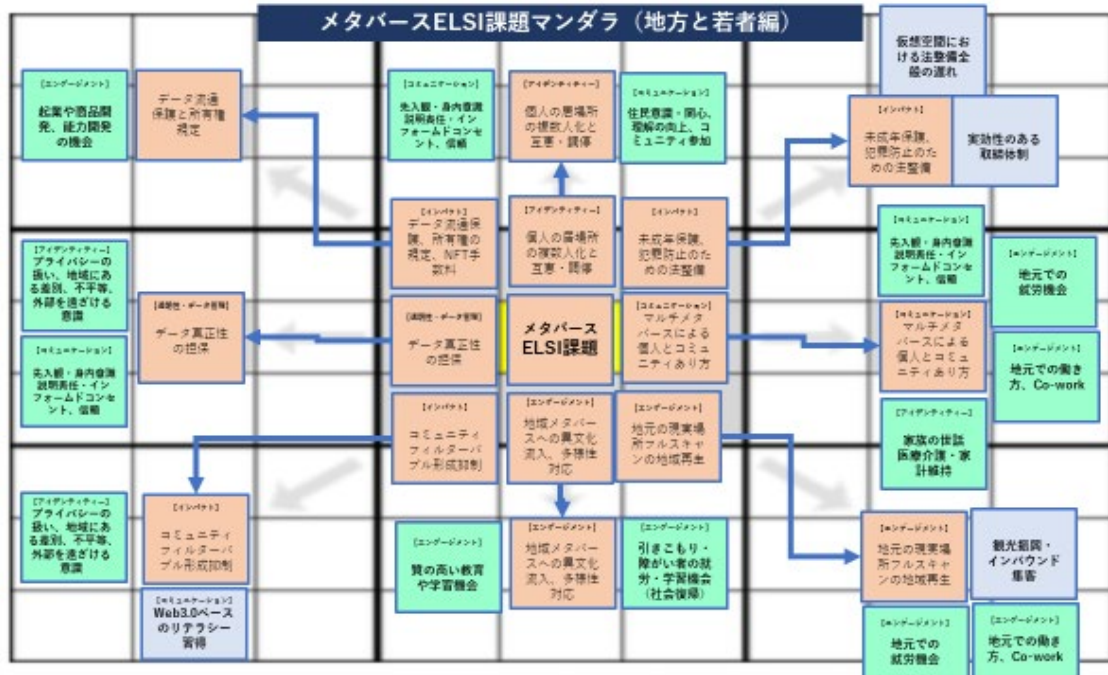 メタバースELSI課題マンダラ（地方と若者編）
仮想空間にお
ける法整備全
般の遅れ
[エンゲージメント]
起業や商品開
発、能力開発
の機会
データ流通
保護と所有権
規定
[コミュニケーション]
先入観・身内意識
説明責任・イン
フォームドコンセ
ント、信頼
[アイデンティティー]
個人の居場所
の複数人化と
互恵・調停
[コミュニケーション]
住民意識・関心、
理解の向上、コ
ミュニティ参加
[インパクト]
未成年保護、
犯罪防止のた
めの法整備
実効性のある
取締体制
[インパクト]
データ流通保
護、所有権の
規定、NFT手
数料
[アイデンティティー]
個人の居場所
の複数人化と
互恵・調停
[インパクト]
未成年保護、
犯罪防止のた
めの法整備
[コミュニケーション]
先入観・身内意識
説明責任・イン
フォームドコンセ
ント、信頼
[エンゲージメント]
地元での
就労機会
[アイデンティティー]
プライバシーの
扱い、地域にあ
る差別、不平等、
外部を遠ざける
意識
[透明性・データ管理]
データ真正性
の担保
[透明性・データ管理]
データ真正性
の担保
メタバース
ELSI課題
[コミュニケーション]
マルチメタ
バースによる
個人とコミュ
ニティあり方
[コミュニケーション]
マルチメタ
バースによる
個人とコミュ
ニティあり方
[エンゲージメント]
地元での働き
方、Co-work
[コミュニケーション]
先入観・身内意識
説明責任・イン
フォームドコンセ
ント、信頼
[インパクト]
コミュニティ
フィルターバ
ブル形成抑制
[エンゲージメント]
地域メタバー
スへの異文化
流入、多様性
対応
[エンゲージメント]
地元の現実場
所フルスキャ
ンの地域再生
[アイデンティティー]
家族の世話
医療介護・家
計維持
[アイデンティティー]
プライバシーの
扱い、地域にあ
る差別、不平等、
外部を遠ざける
意識
[インパクト]
コミュニティ
フィルターバ
ブル形成抑制
[コミュニケーション]
Web3.0ベース
のリテラシー
習得
[エンゲージメント]
質の高い教育
や学習機会
[エンゲージメント]
地域メタバー
スへの異文化
流入、多様性
対応
[エンゲージメント]
引きこもり・
障がい者の就
労・学習機会
（社会復帰）
[エンゲージメント]
地元の現実場
所フルスキャ
ンの地域再生
観光振興・
インバウンド
集客
[エンゲージメント]
地元での
就労機会
[エンゲージメント]
地元での働き
方、Co-work